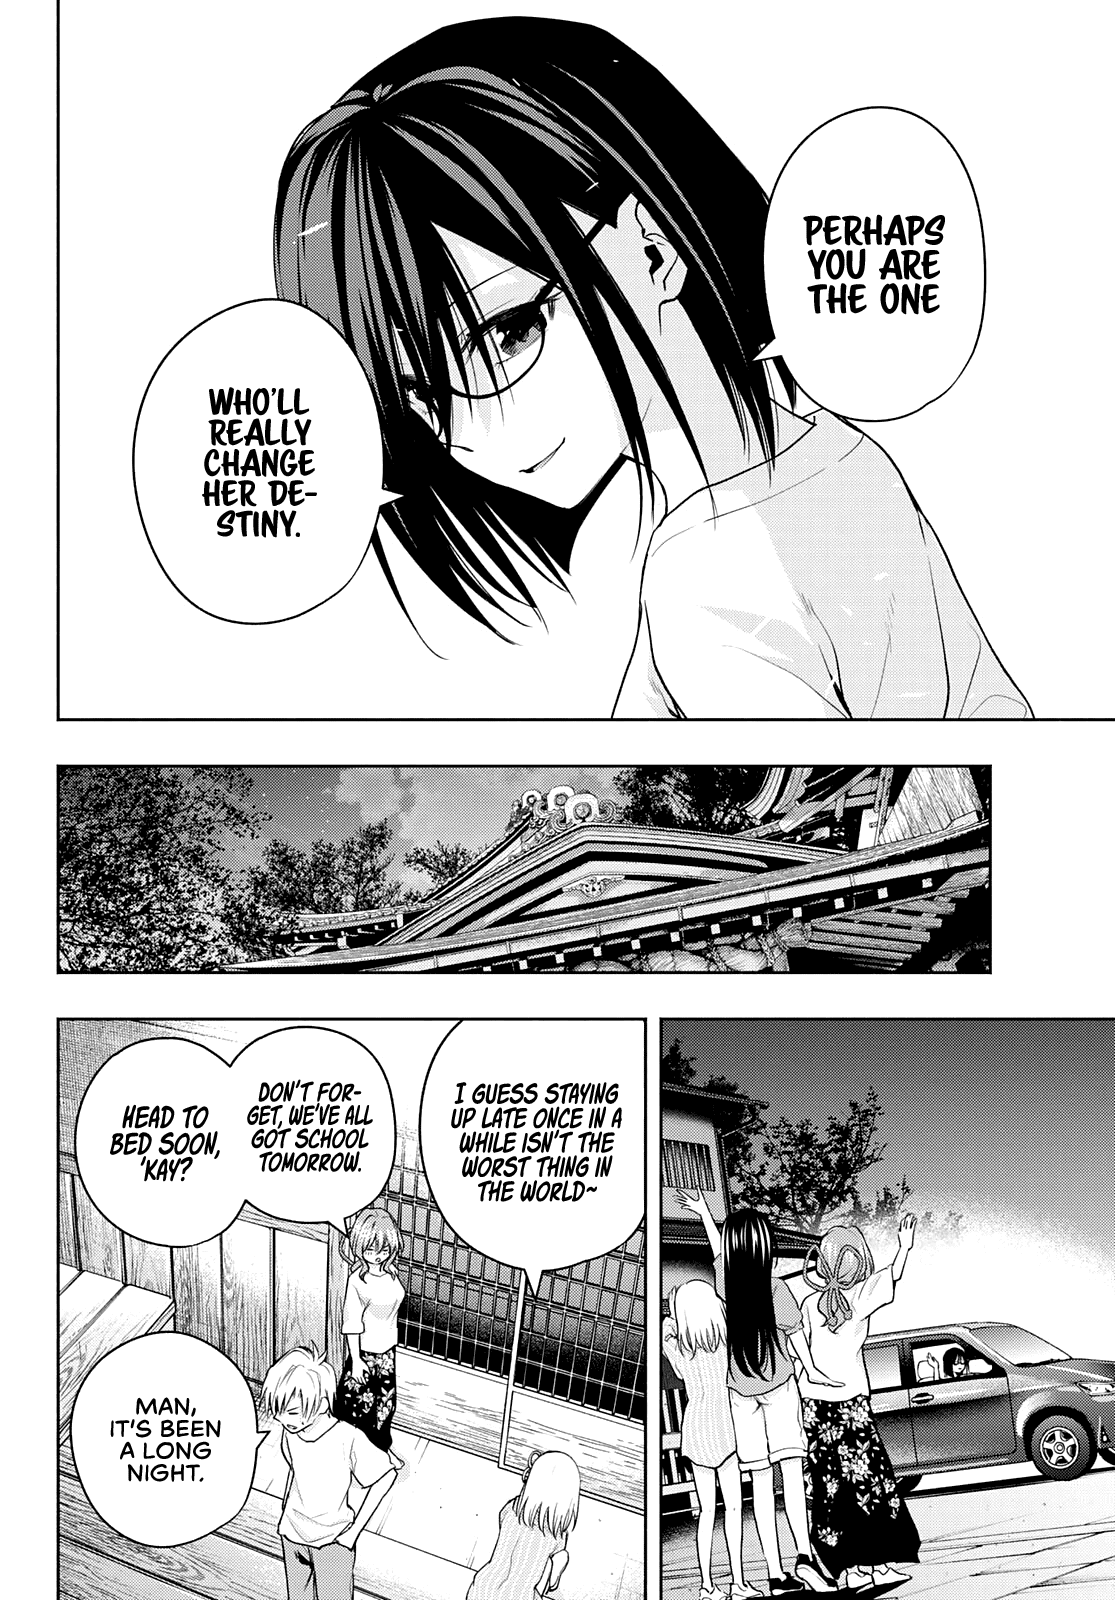 PERHAPS
YOU ARE
THE ONE
WHO'LL
REALLY
CHANGE
HER DE-
STINY.
I GUESS STAYING
UP LATE ONCE IN A
WHILE ISN'T THE
WORST THING IN
THE WORLD~
DON'T FOR-
GET, WE'VE ALL
GOT SCHOOL
TOMORROW.
HEAD TO
BED SOON,
'KAY?
MAN,
IT'S BEEN
A LONG
NIGHT.